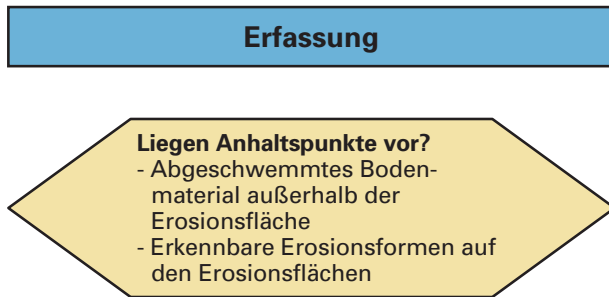 Erfassung
Liegen Anhaltspunkte vor?
- Abgeschwemmtes Boden-
material außerhalb der
Erosionsfläche
- Erkennbare Erosionsformen auf
den Erosionsflächen